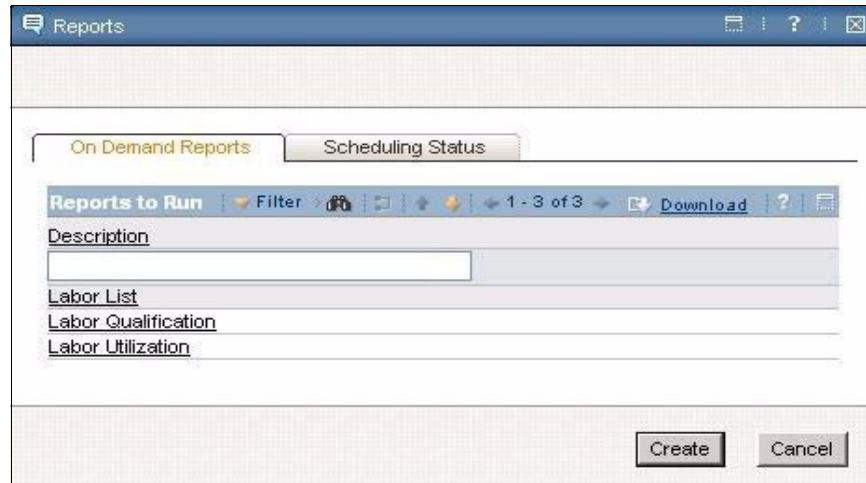 Reports ?
On Demand Reports Scheduling Status
Reports to Run Filter 1 - 3 of 3 Download ?
Description
Labor List
Labor Qualification
Labor Utilization
Create Cancel